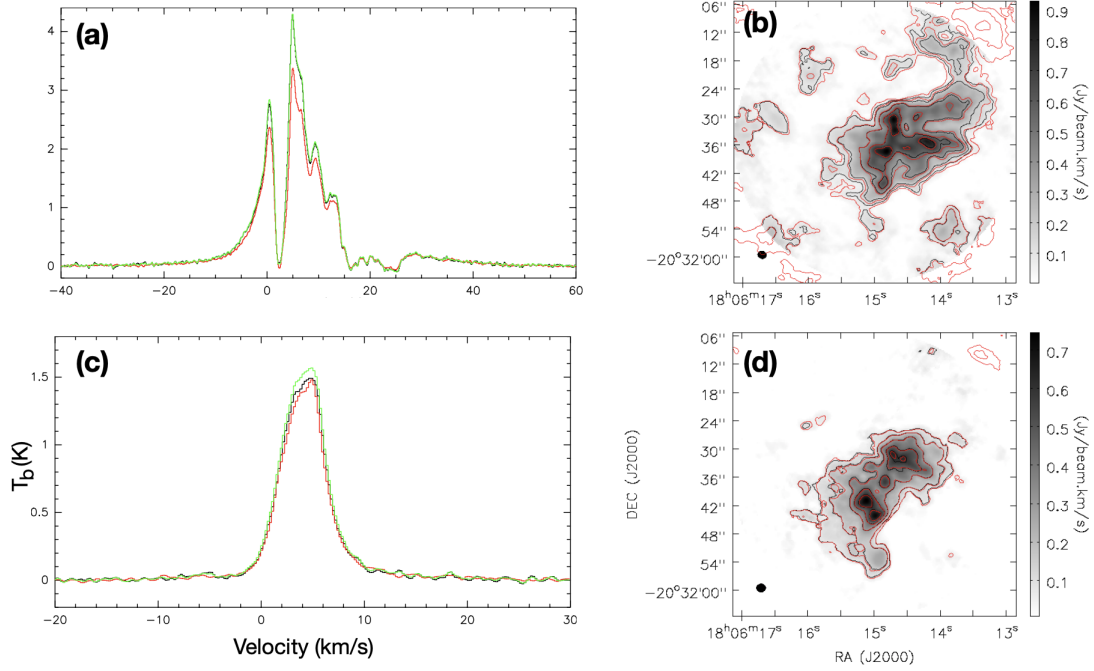 (a)
4
3
2
1
0
−40
−20
0
20
40
60
(b)
06''
12''
18''
24''
30''
36''
42''
48''
54''
−20°32'00''
18ʰ06ᵐ17ˢ
16ˢ
15ˢ
14ˢ
13ˢ
0.9
0.8
0.7
0.6
0.5
0.4
0.3
0.2
0.1
(Jy/beam.km/s)
(c)
1.5
1
0.5
0
−20
−10
0
10
20
30
T_b (K)
Velocity (km/s)
(d)
06''
12''
18''
24''
30''
36''
42''
48''
54''
−20°32'00''
18ʰ06ᵐ17ˢ
16ˢ
15ˢ
14ˢ
13ˢ
DEC (J2000)
RA (J2000)
0.7
0.6
0.5
0.4
0.3
0.2
0.1
(Jy/beam.km/s)